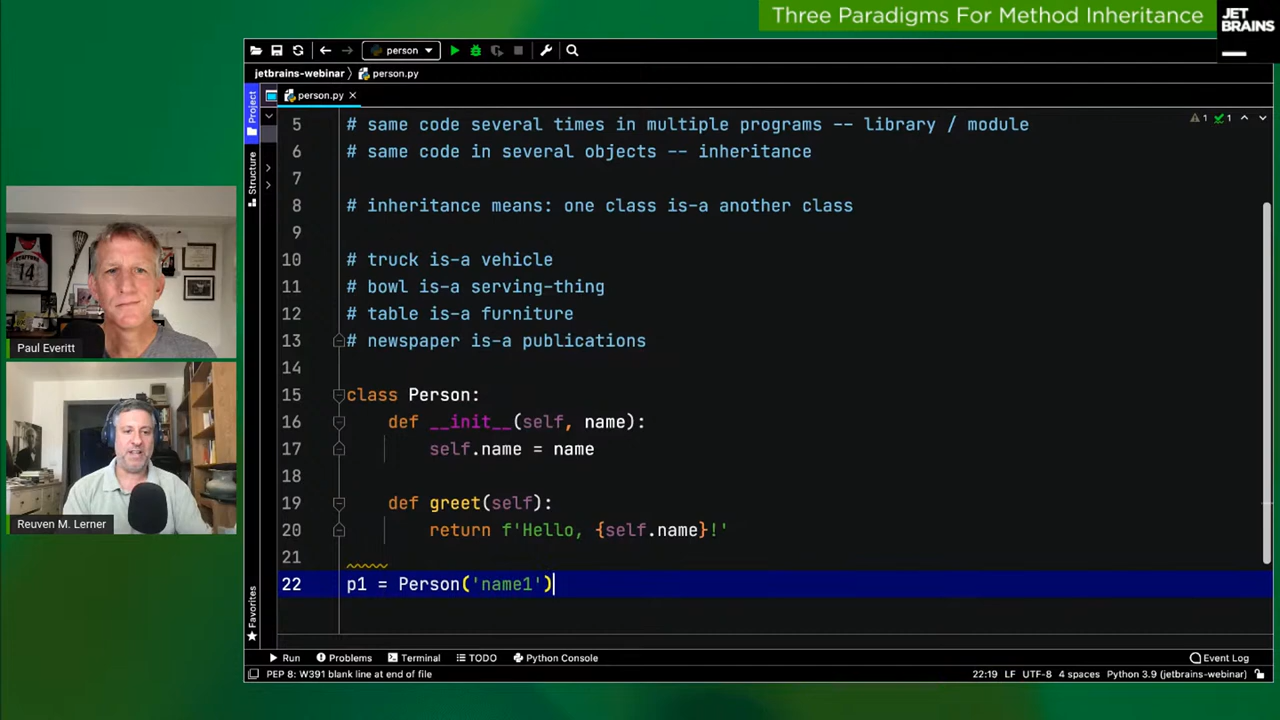 Three Paradigms For Method Inheritance
JET
BRAINS
person
jetbrains-webinar
person.py
person.py
Project
Structure
Favorites
1
1
5 # same code several times in multiple programs -- library / module
6 # same code in several objects -- inheritance
7
8 # inheritance means: one class is-a another class
9
10 # truck is-a vehicle
11 # bowl is-a serving-thing
12 # table is-a furniture
13 # newspaper is-a publications
14
15 class Person:
16 def __init__(self, name):
17 self.name = name
18
19 def greet(self):
20 return f'Hello, {self.name}!'
21
22 p1 = Person('name1')
14
Paul Everitt
Reuven M. Lerner
Run Problems Terminal TODO Python Console Event Log
PEP 8: W391 blank line at end of file 22:19 LF UTF-8 4 spaces Python 3.9 (jetbrains-webinar)